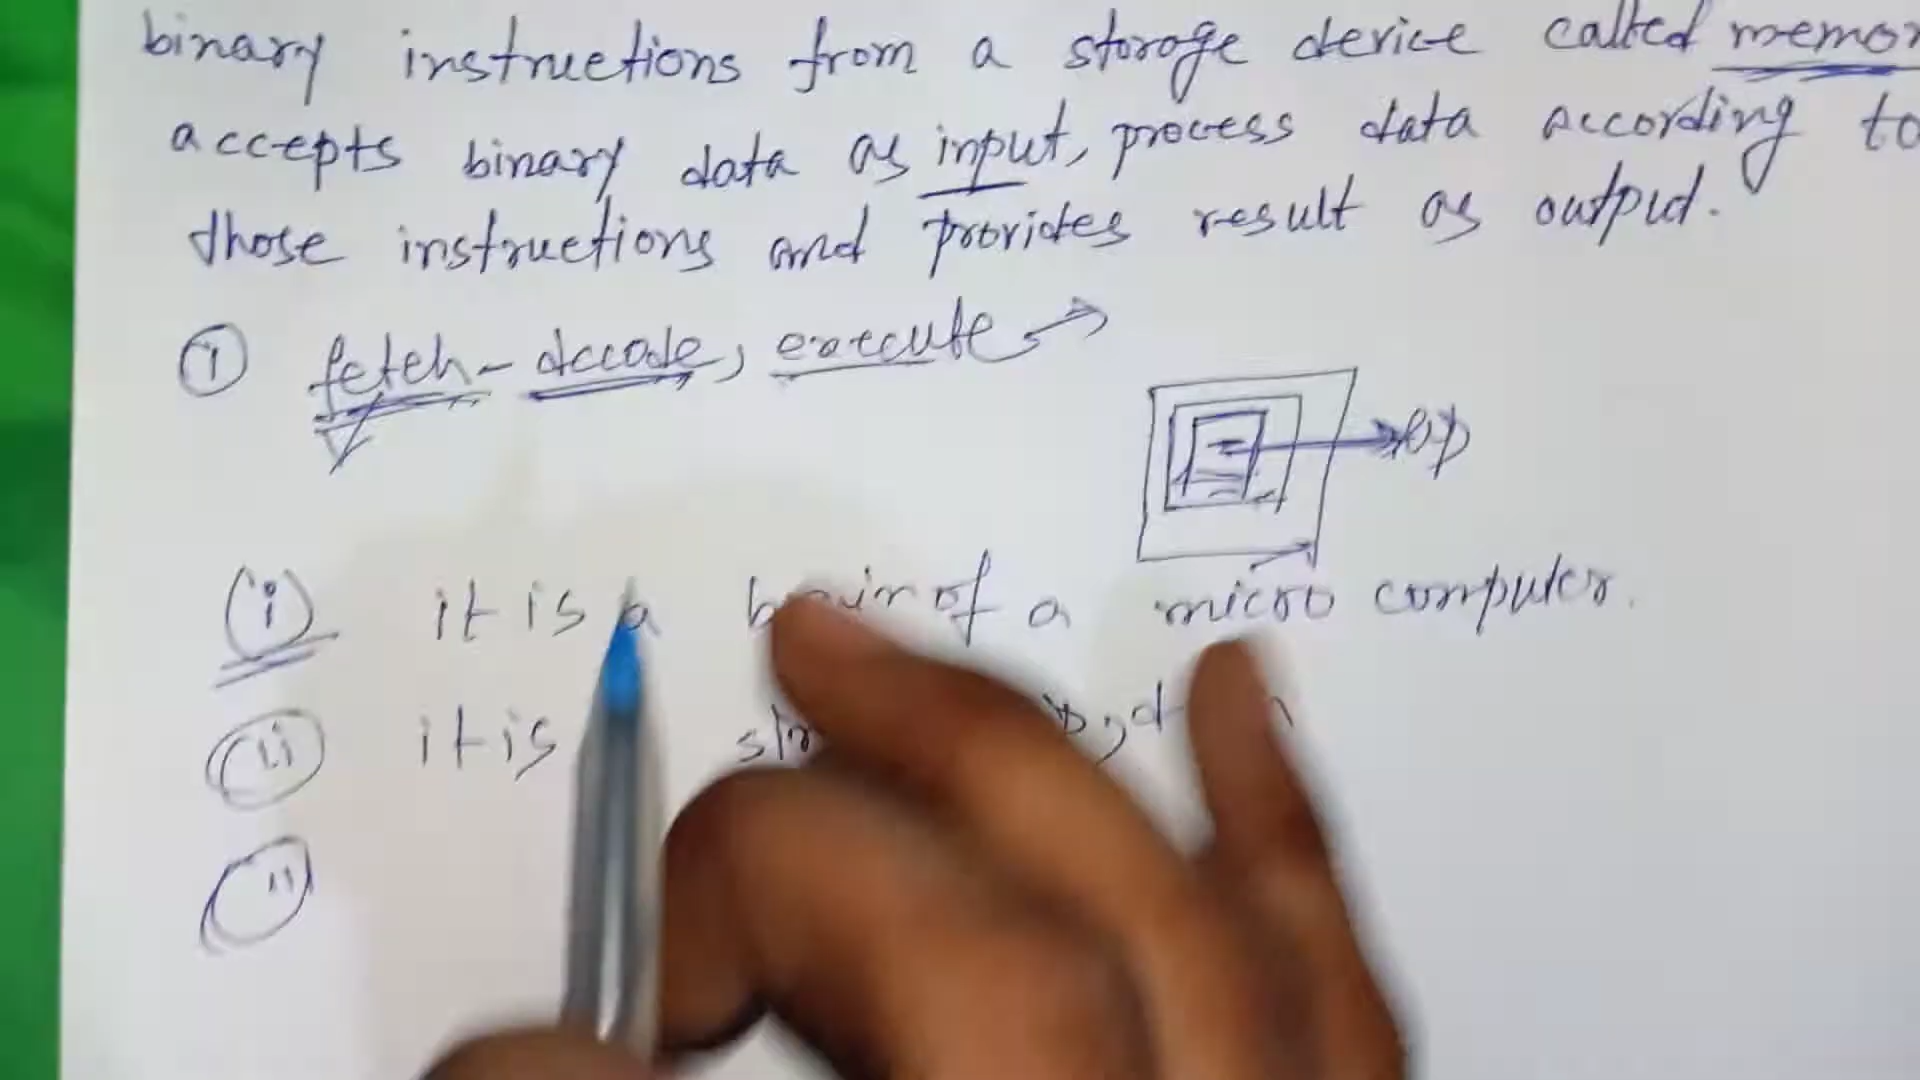 binary instructions from a storage device called memor
accepts binary data as input, process data according to
those instructions and provides result as output.
① fetch - decode, execute →
(i) it is a brain of a micro computer.
(ii) it is